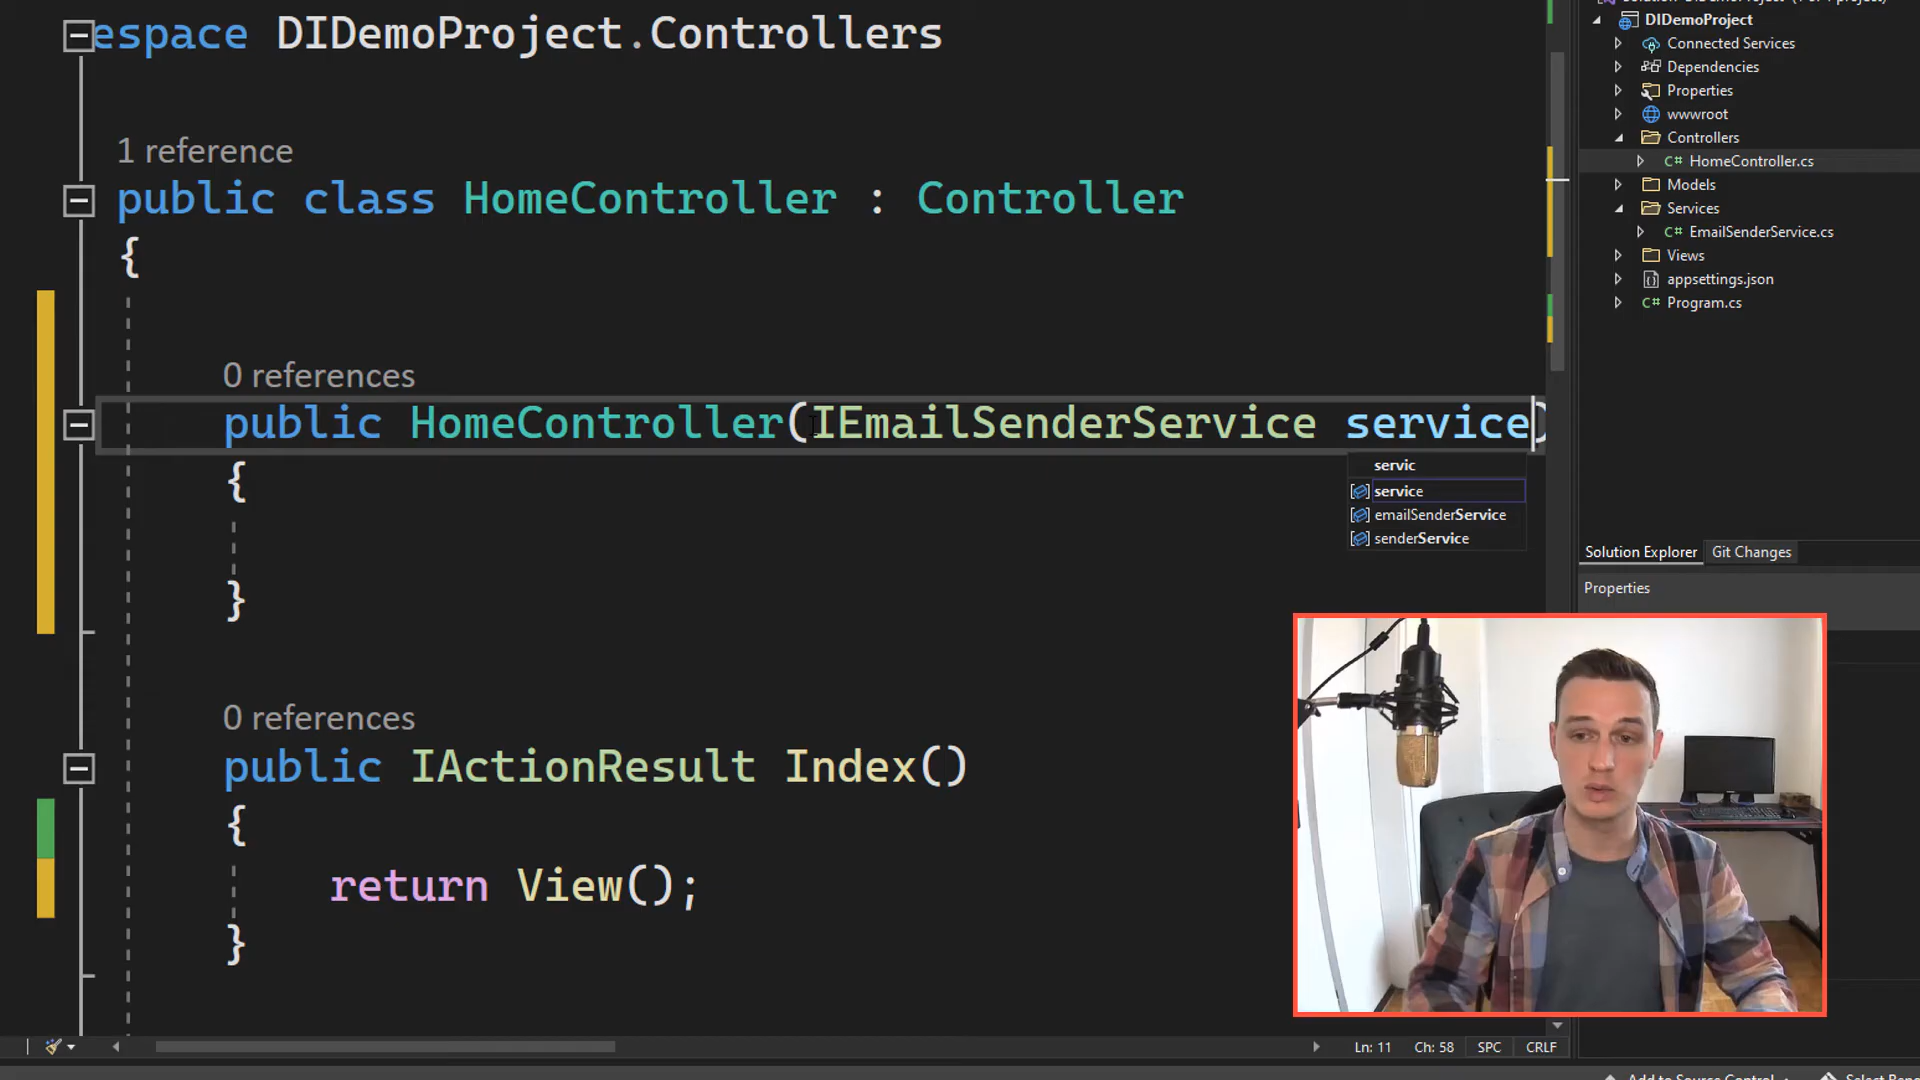 espace DIDemoProject.Controllers
1 reference
public class HomeController : Controller
{
0 references
public HomeController(IEmailSenderService service)
{
servic
service
emailSenderService
senderService
}
0 references
public IActionResult Index()
{
return View();
}
Ln: 11 Ch: 58 SPC CRLF
DIDemoProject
Connected Services
Dependencies
Properties
wwwroot
Controllers
C# HomeController.cs
Models
Services
C# EmailSenderService.cs
Views
appsettings.json
C# Program.cs
Solution Explorer Git Changes
Properties